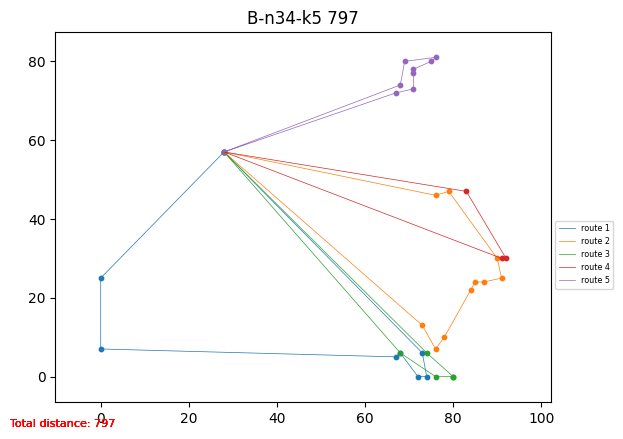 B-n34-k5 797
80
60
40
20
0
0 20 40 60 80 100
route 1
route 2
route 3
route 4
route 5
Total distance: 797